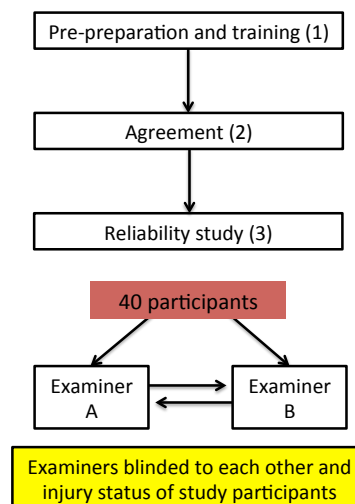 Pre-preparation and training (1)
Agreement (2)
Reliability study (3)
40 participants
Examiner
A
Examiner
B
Examiners blinded to each other and
injury status of study participants